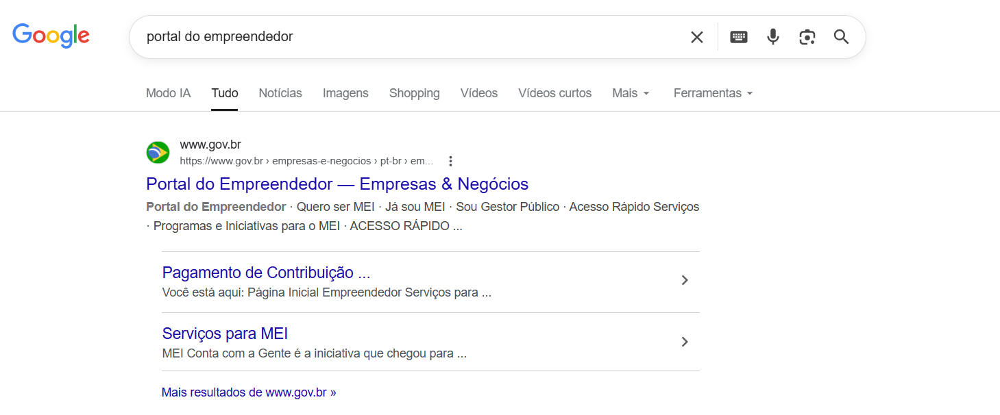 Google
portal do empreendedor
Modo IA Tudo Notícias Imagens Shopping Vídeos Vídeos curtos Mais Ferramentas
www.gov.br
https://www.gov.br › empresas-e-negocios › pt-br › em...
Portal do Empreendedor — Empresas & Negócios
Portal do Empreendedor · Quero ser MEI · Já sou MEI · Sou Gestor Público · Acesso Rápido Serviços
· Programas e Iniciativas para o MEI · ACESSO RÁPIDO ...
Pagamento de Contribuição ...
Você está aqui: Página Inicial Empreendedor Serviços para ...
Serviços para MEI
MEI Conta com a Gente é a iniciativa que chegou para ...
Mais resultados de www.gov.br »